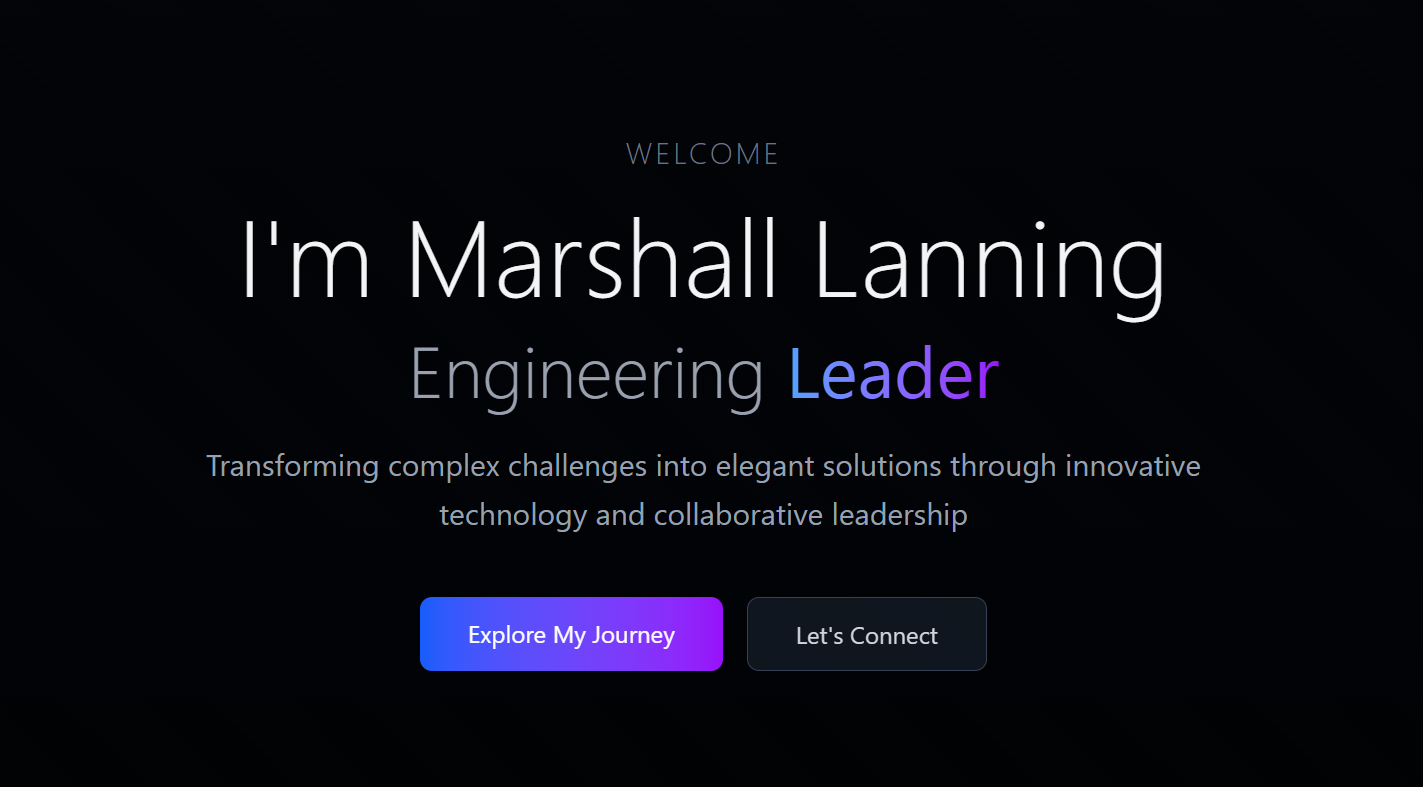 WELCOME
I'm Marshall Lanning
Engineering Leader
Transforming complex challenges into elegant solutions through innovative
technology and collaborative leadership
Explore My Journey
Let's Connect